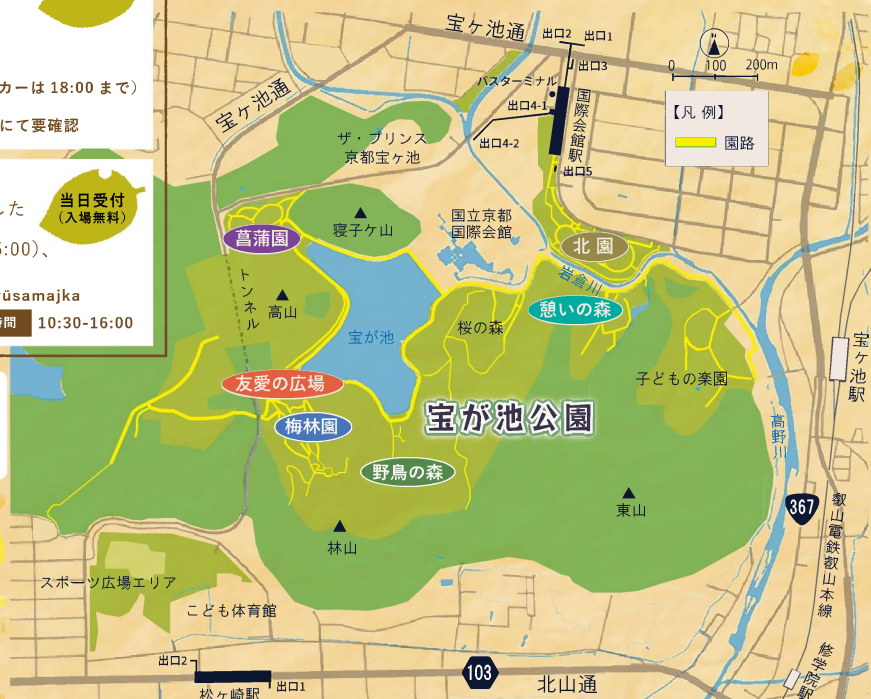 カーは 18:00 まで）
にて要確認
当日受付
（入場無料）
した
5:00）、
rüsamajka
時間 10:30-16:00
宝ヶ池通
出口2
出口1
出口3
バスターミナル
出口4-1
国際会館駅
出口4-2
出口5
N
0 100 200m
【凡 例】
園路
宝ヶ池通
ザ・プリンス
京都宝ヶ池
寝子ケ山
国立京都
国際会館
菖蒲園
北 園
岩倉川
トンネル
高山
宝が池
桜の森
憩いの森
子どもの楽園
宝ヶ池駅
友愛の広場
梅林園
宝が池公園
高野川
野鳥の森
東山
367
叡山電鉄叡山本線
林山
スポーツ広場エリア
こども体育館
出口2
松ヶ崎駅
出口1
103
北山通
修学院駅